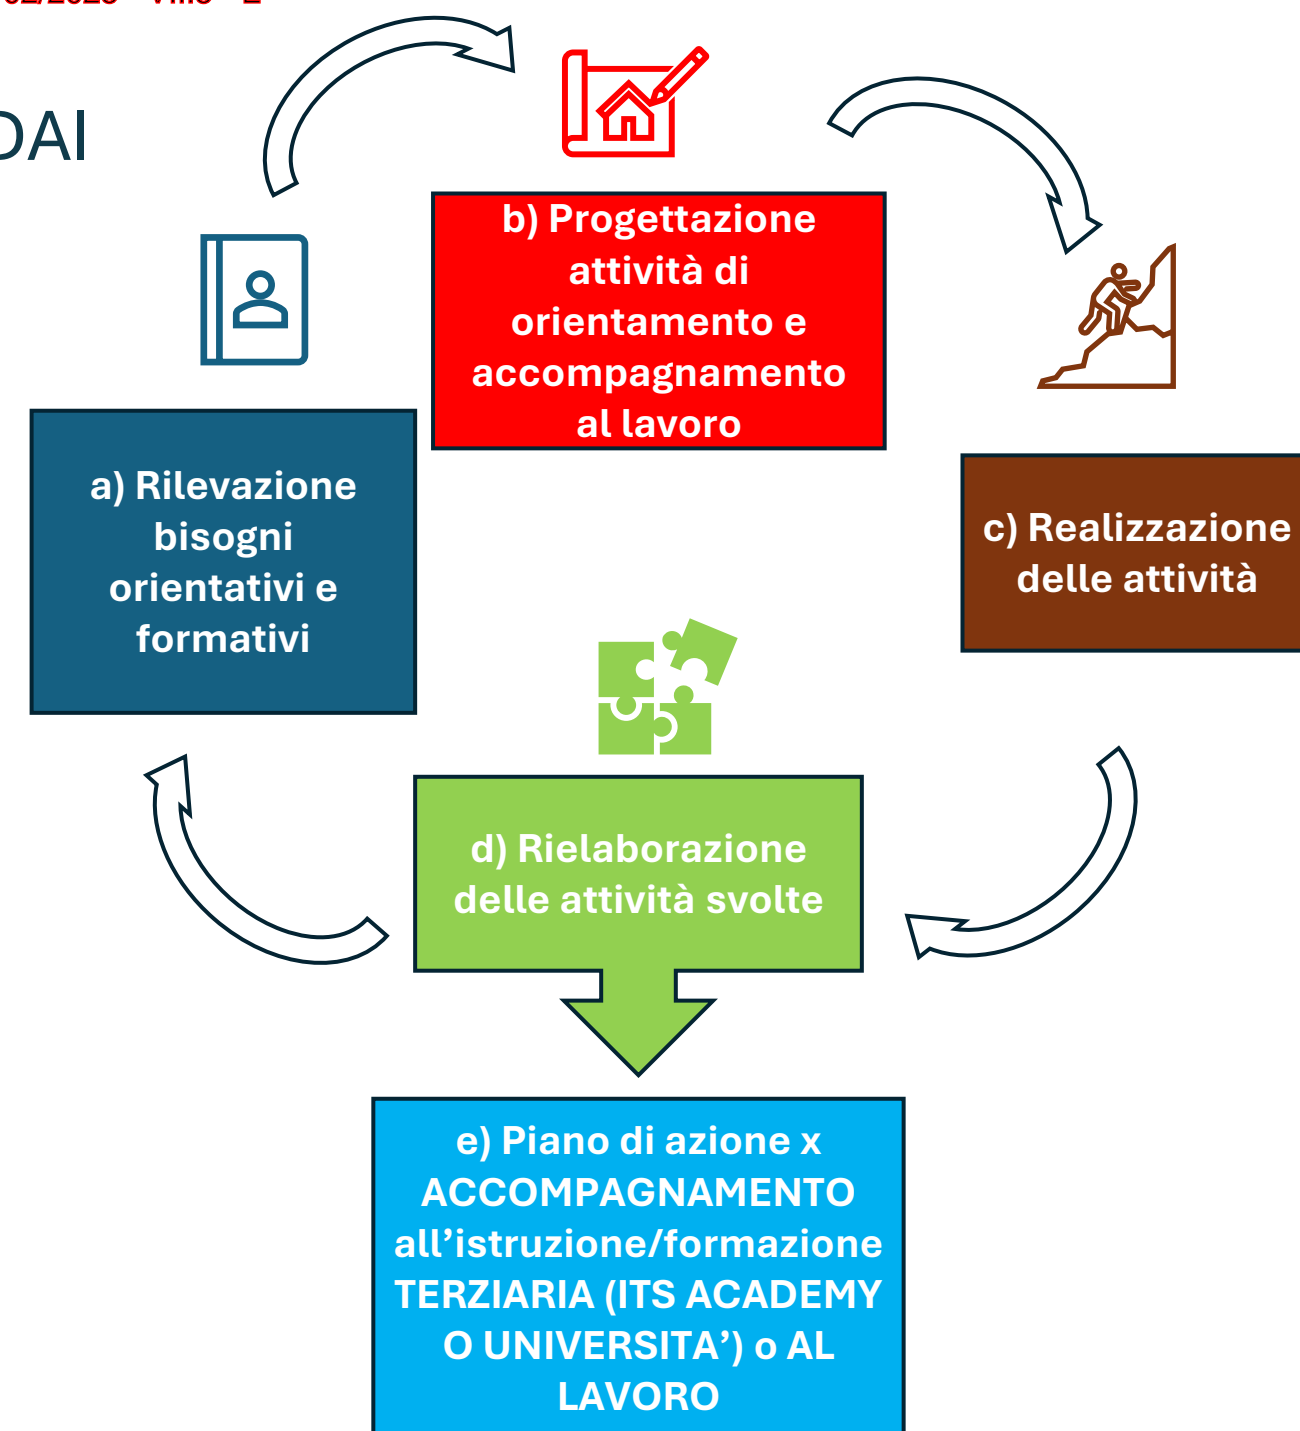 DAI
b) Progettazione
attività di
orientamento e
accompagnamento
al lavoro
a) Rilevazione
bisogni
orientativi e
formativi
c) Realizzazione
delle attività
d) Rielaborazione
delle attività svolte
e) Piano di azione x
ACCOMPAGNAMENTO
all’istruzione/formazione
TERZIARIA (ITS ACADEMY
O UNIVERSITA’) o AL
LAVORO